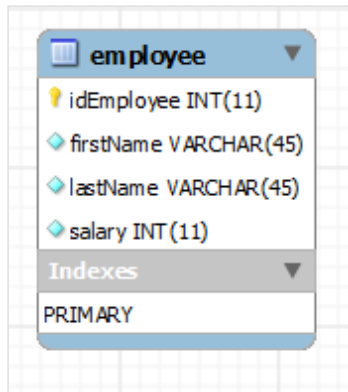 employee
idEmployee INT(11)
firstName VARCHAR(45)
lastName VARCHAR(45)
salary INT(11)
Indexes
PRIMARY